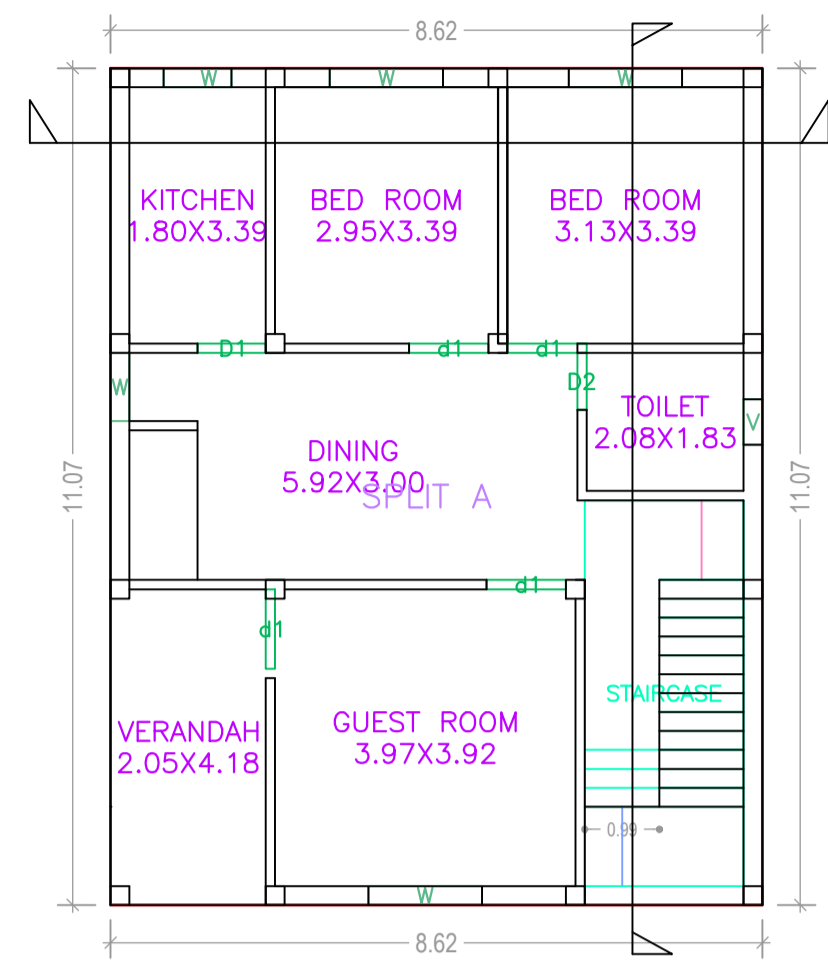 8.62
W W W
KITCHEN
1.80X3.39
BED ROOM
2.95X3.39
BED ROOM
3.13X3.39
D1 d1 d1
D2
W
TOILET
2.08X1.83
V
DINING
5.92X3.00
SPLIT A
11.07
11.07
d1
d1
STAIRCASE
VERANDAH
2.05X4.18
GUEST ROOM
3.97X3.92
0.99
W
8.62